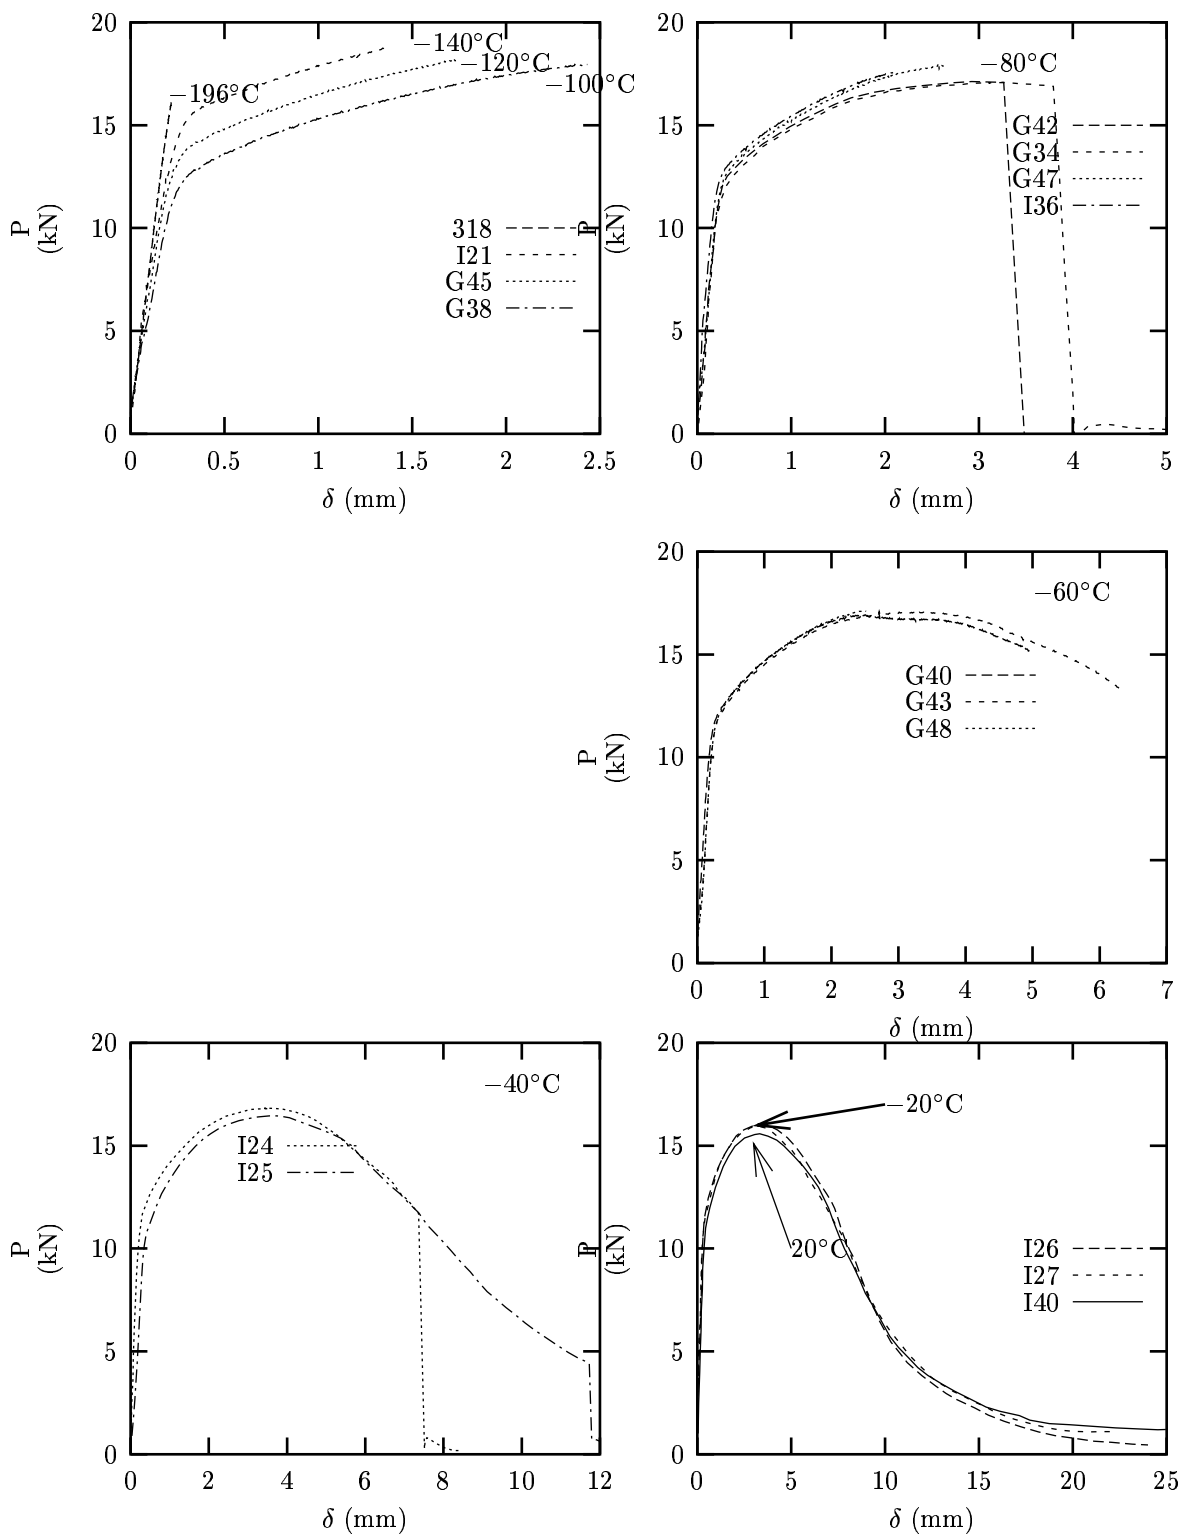 20
15
10
5
0
P
(kN)
−196°C
−140°C
−120°C
−100°C
318
I21
G45
G38
0 0.5 1 1.5 2 2.5
δ (mm)
20
15
10
5
0
P
(kN)
−80°C
G42
G34
G47
I36
0 1 2 3 4 5
δ (mm)
20
15
10
5
0
P
(kN)
−60°C
G40
G43
G48
0 1 2 3 4 5 6 7
δ (mm)
20
15
10
5
0
P
(kN)
−40°C
I24
I25
0 2 4 6 8 10 12
δ (mm)
20
15
10
5
0
P
(kN)
−20°C
20°C
I26
I27
I40
0 5 10 15 20 25
δ (mm)